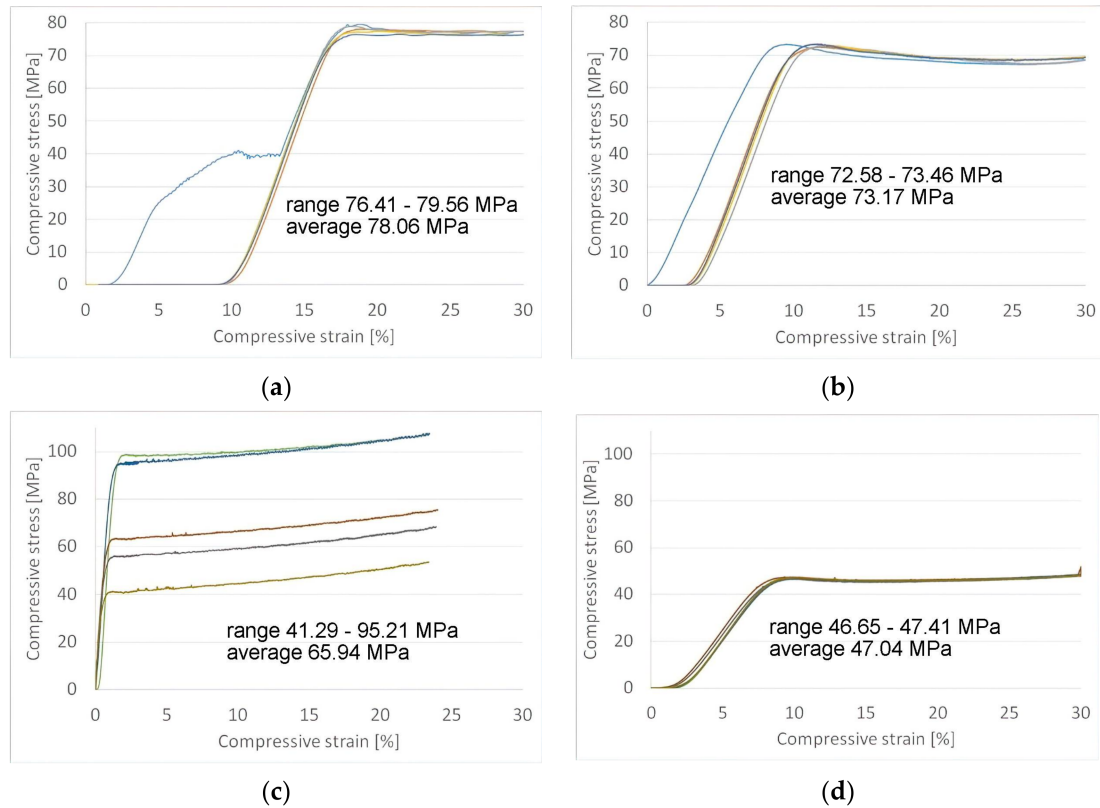 80
70
60
50
40
30
20
10
0
Compressive stress [MPa]
range 76.41 - 79.56 MPa
average 78.06 MPa
0 5 10 15 20 25 30
Compressive strain [%]
(a)
80
70
60
50
40
30
20
10
0
Compressive stress [MPa]
range 72.58 - 73.46 MPa
average 73.17 MPa
0 5 10 15 20 25 30
Compressive strain [%]
(b)
100
80
60
40
20
0
Compressive stress [MPa]
range 41.29 - 95.21 MPa
average 65.94 MPa
0 5 10 15 20 25 30
Compressive strain [%]
(c)
100
80
60
40
20
0
Compressive stress [MPa]
range 46.65 - 47.41 MPa
average 47.04 MPa
0 5 10 15 20 25 30
Compressive strain [%]
(d)